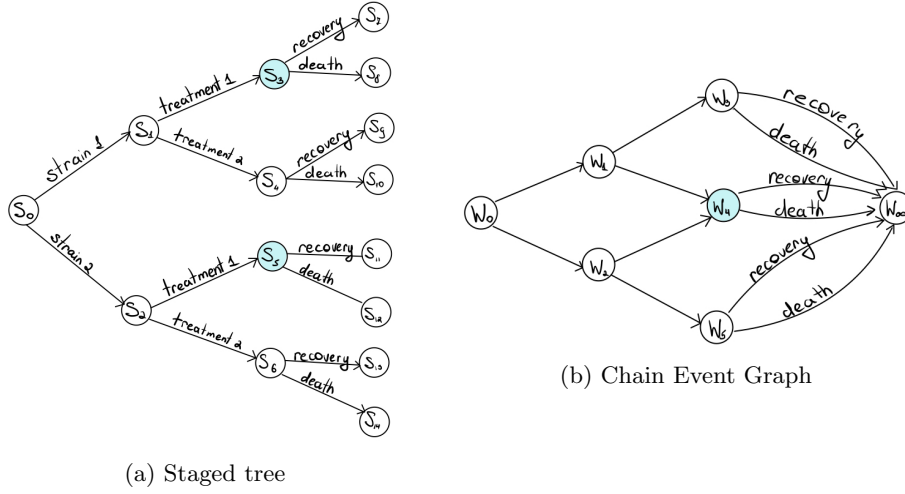 S₀
strain 1
strain 2
S₁
S₂
treatment 1
treatment 2
treatment 1
treatment 2
S₃
S₄
S₅
S₆
recovery
death
recovery
death
recovery
death
recovery
death
S₈
S₉
S₁₀
S₁₁
S₁₂
S₁₃
S₁₄
(a) Staged tree
W₀
W₁
W₂
W₃
W₄
W₅
recovery
death
recovery
death
recovery
death
W∞
(b) Chain Event Graph